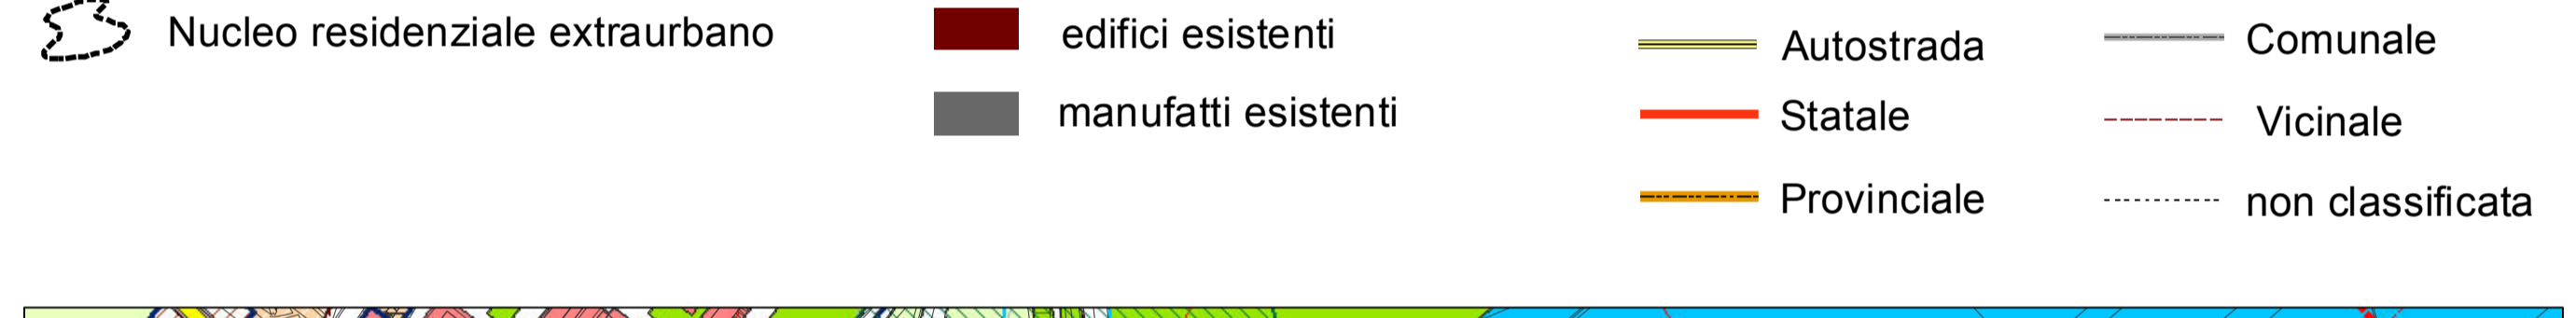 Nucleo residenziale extraurbano
edifici esistenti
manufatti esistenti
Autostrada
Statale
Provinciale
Comunale
Vicinale
non classificata